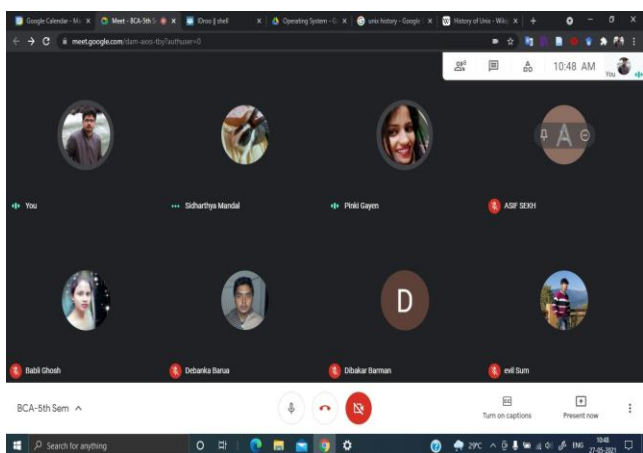 Google Calendar - Ma
Meet - BCA-5th S
IDroo | shell
Operating System - G
unix history - Google
History of Unix - Wiki
meet.google.com/dam-axxs-tby?authuser=0
10:48 AM
You
You
Sidharthya Mandal
Pinki Gayen
A
ASIF SEKH
Babli Ghosh
Debanka Barua
D
Dibakar Barman
evil Sum
BCA-5th Sem
Turn on captions
Present now
Search for anything
29°C
ENG
10:48
27-05-2021